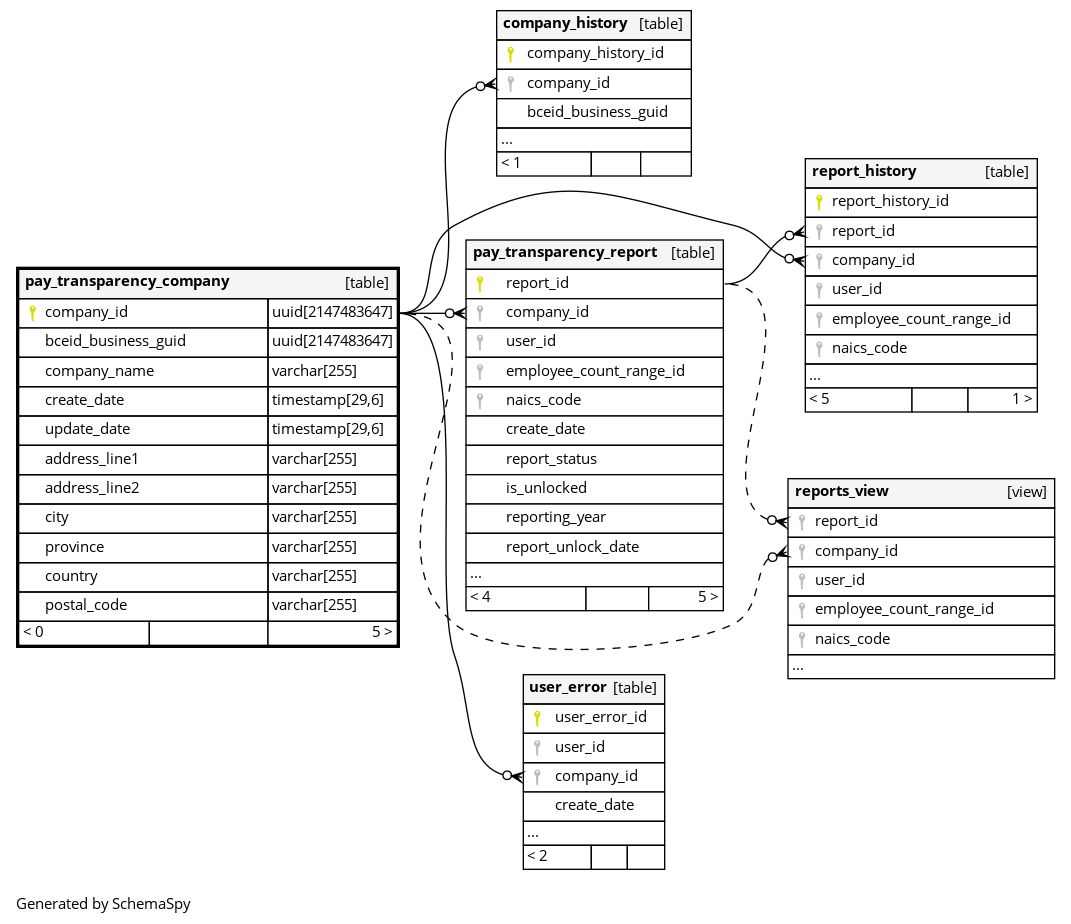 company_history [table]
company_history_id
company_id
bceid_business_guid
...
< 1
report_history [table]
report_history_id
report_id
company_id
user_id
employee_count_range_id
naics_code
...
< 5 1 >
pay_transparency_report [table]
report_id
company_id
user_id
employee_count_range_id
naics_code
create_date
report_status
is_unlocked
reporting_year
report_unlock_date
...
< 4 5 >
pay_transparency_company [table]
company_id uuid[2147483647]
bceid_business_guid uuid[2147483647]
company_name varchar[255]
create_date timestamp[29,6]
update_date timestamp[29,6]
address_line1 varchar[255]
address_line2 varchar[255]
city varchar[255]
province varchar[255]
country varchar[255]
postal_code varchar[255]
< 0 5 >
reports_view [view]
report_id
company_id
user_id
employee_count_range_id
naics_code
...
user_error [table]
user_error_id
user_id
company_id
create_date
...
< 2
Generated by SchemaSpy